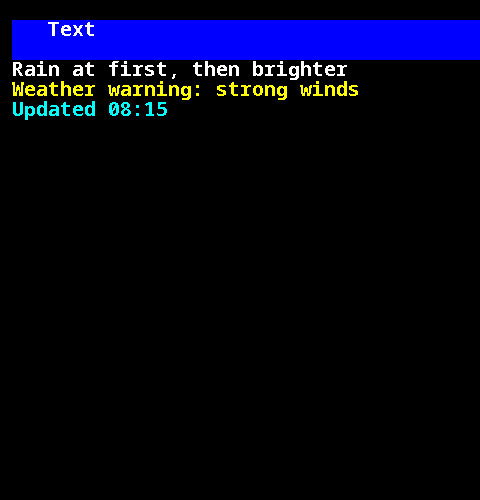 Text
Rain at first, then brighter
Weather warning: strong winds
Updated 08:15